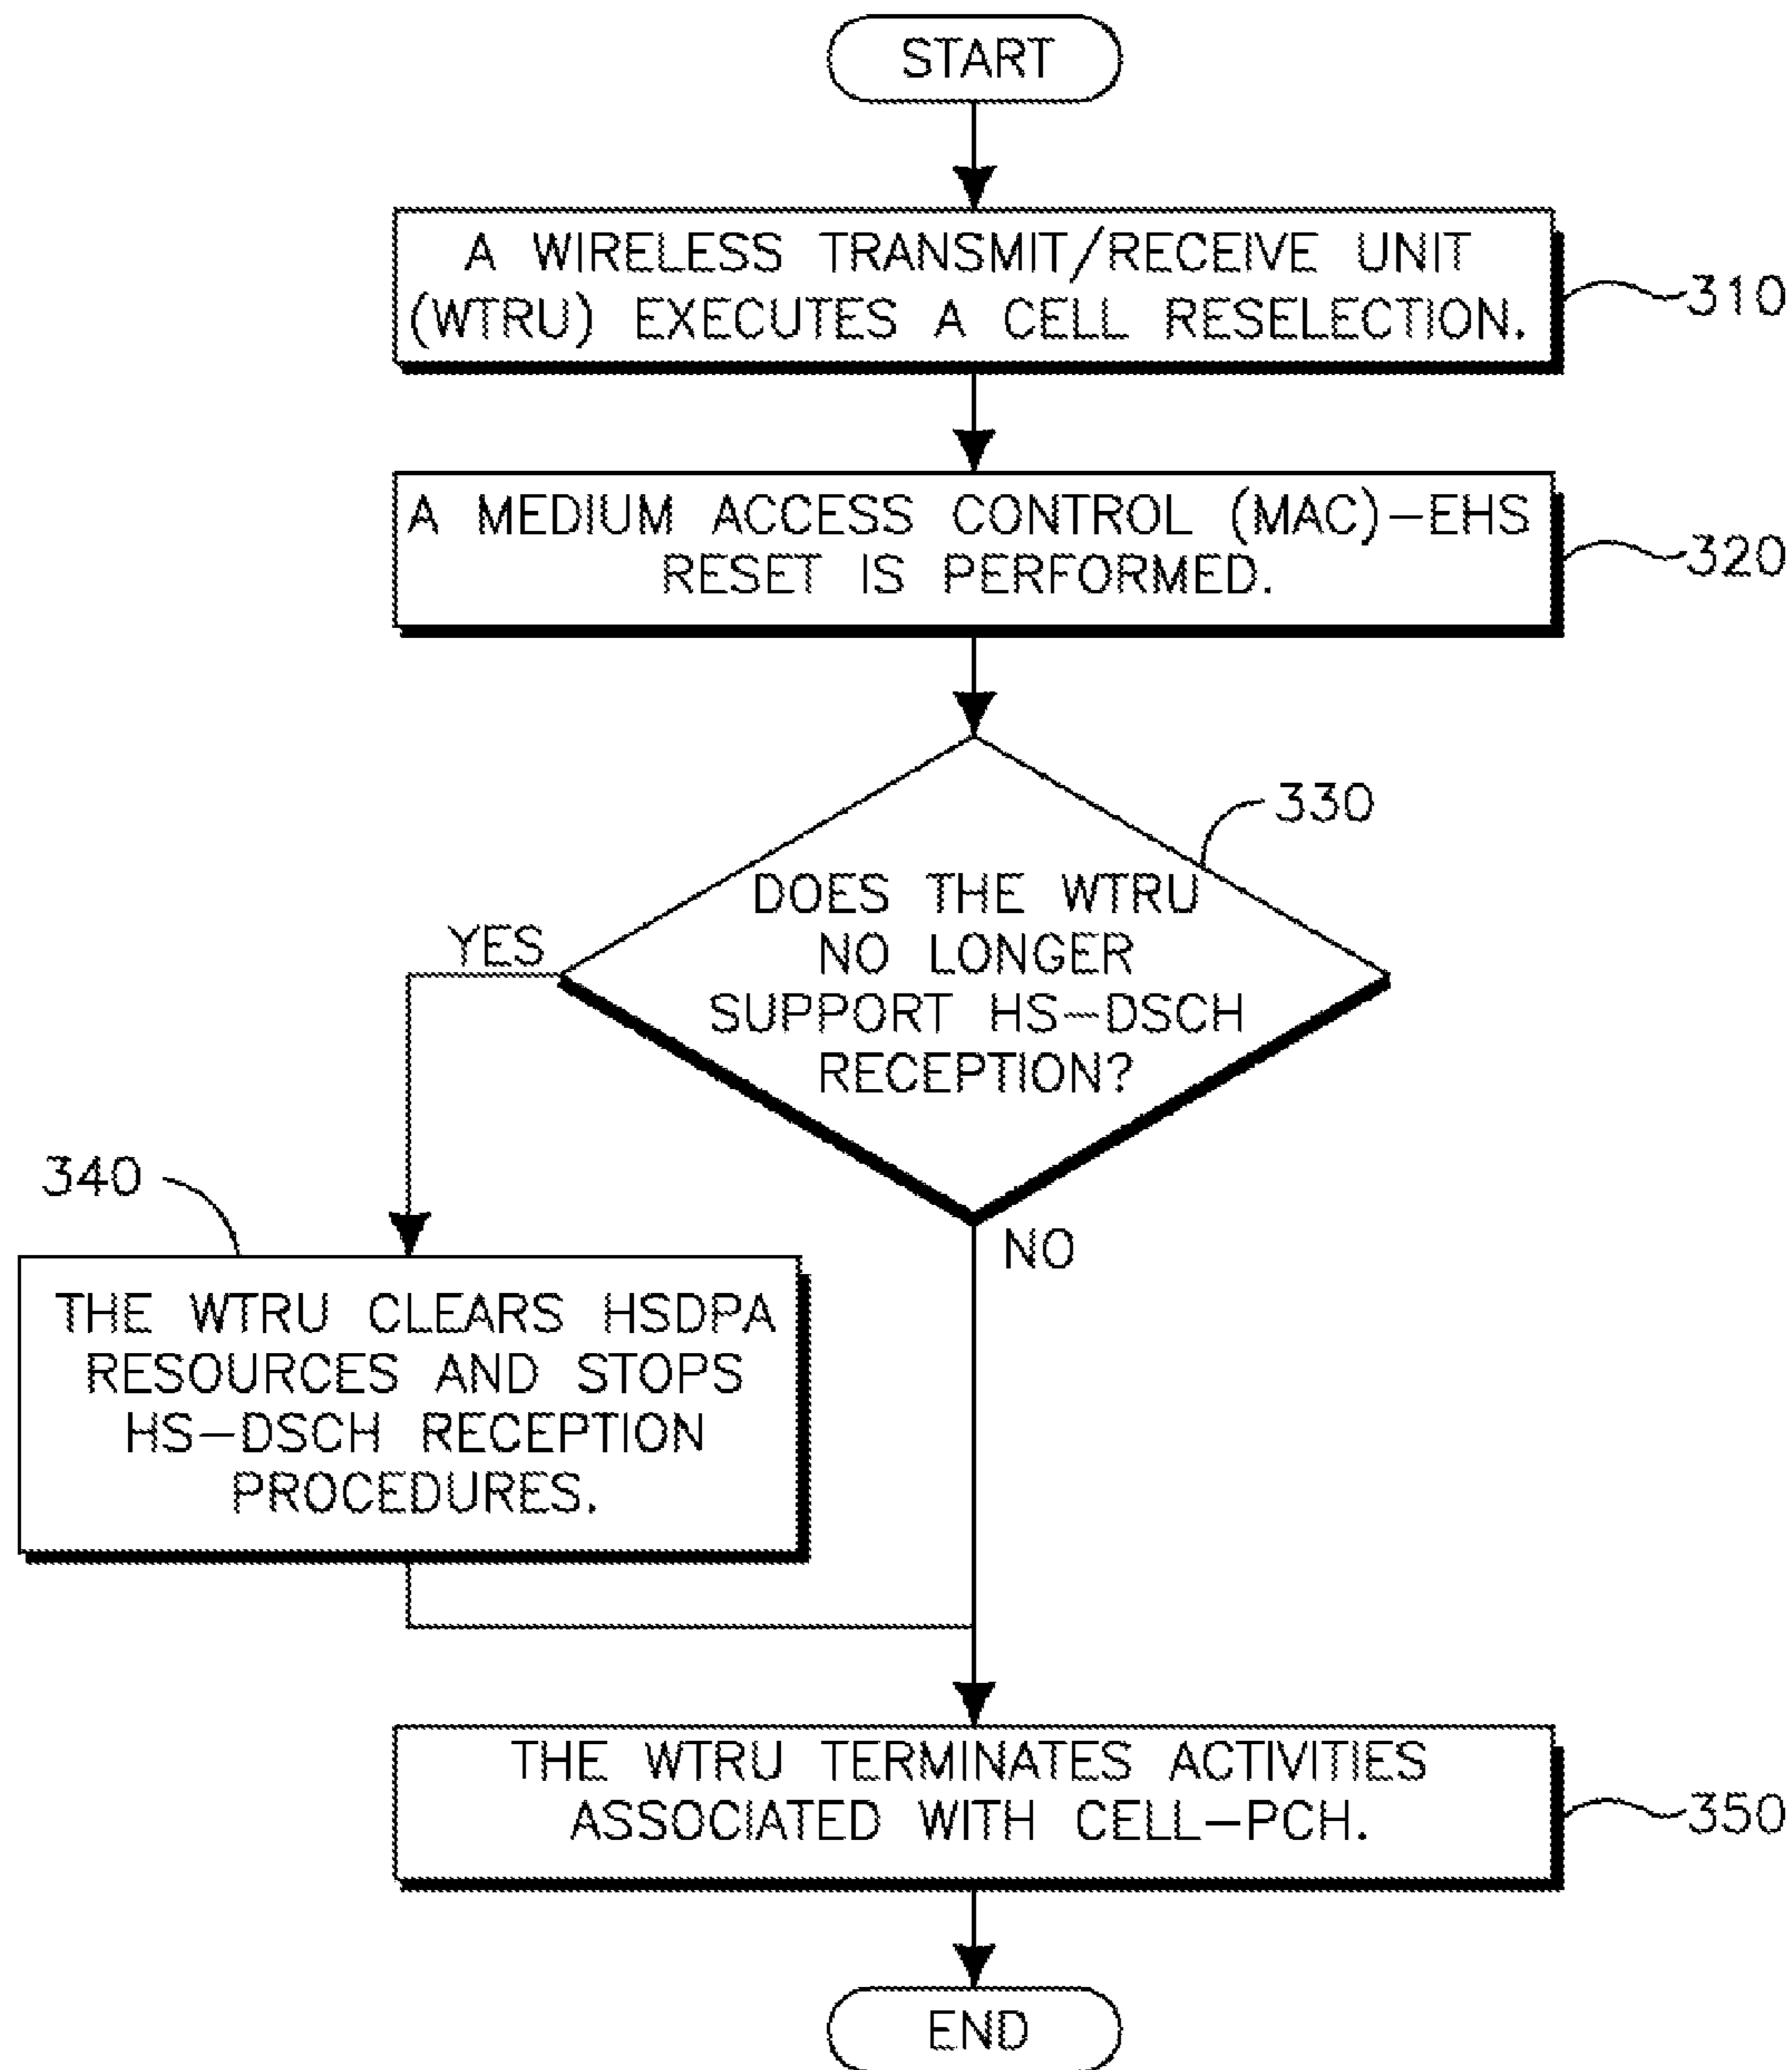 START
A WIRELESS TRANSMIT/RECEIVE UNIT
(WTRU) EXECUTES A CELL RESELECTION.
310
A MEDIUM ACCESS CONTROL (MAC)-EHS
RESET IS PERFORMED.
320
330
DOES THE WTRU
NO LONGER
SUPPORT HS-DSCH
RECEPTION?
YES
NO
340
THE WTRU CLEARS HSDPA
RESOURCES AND STOPS
HS-DSCH RECEPTION
PROCEDURES.
THE WTRU TERMINATES ACTIVITIES
ASSOCIATED WITH CELL-PCH.
350
END